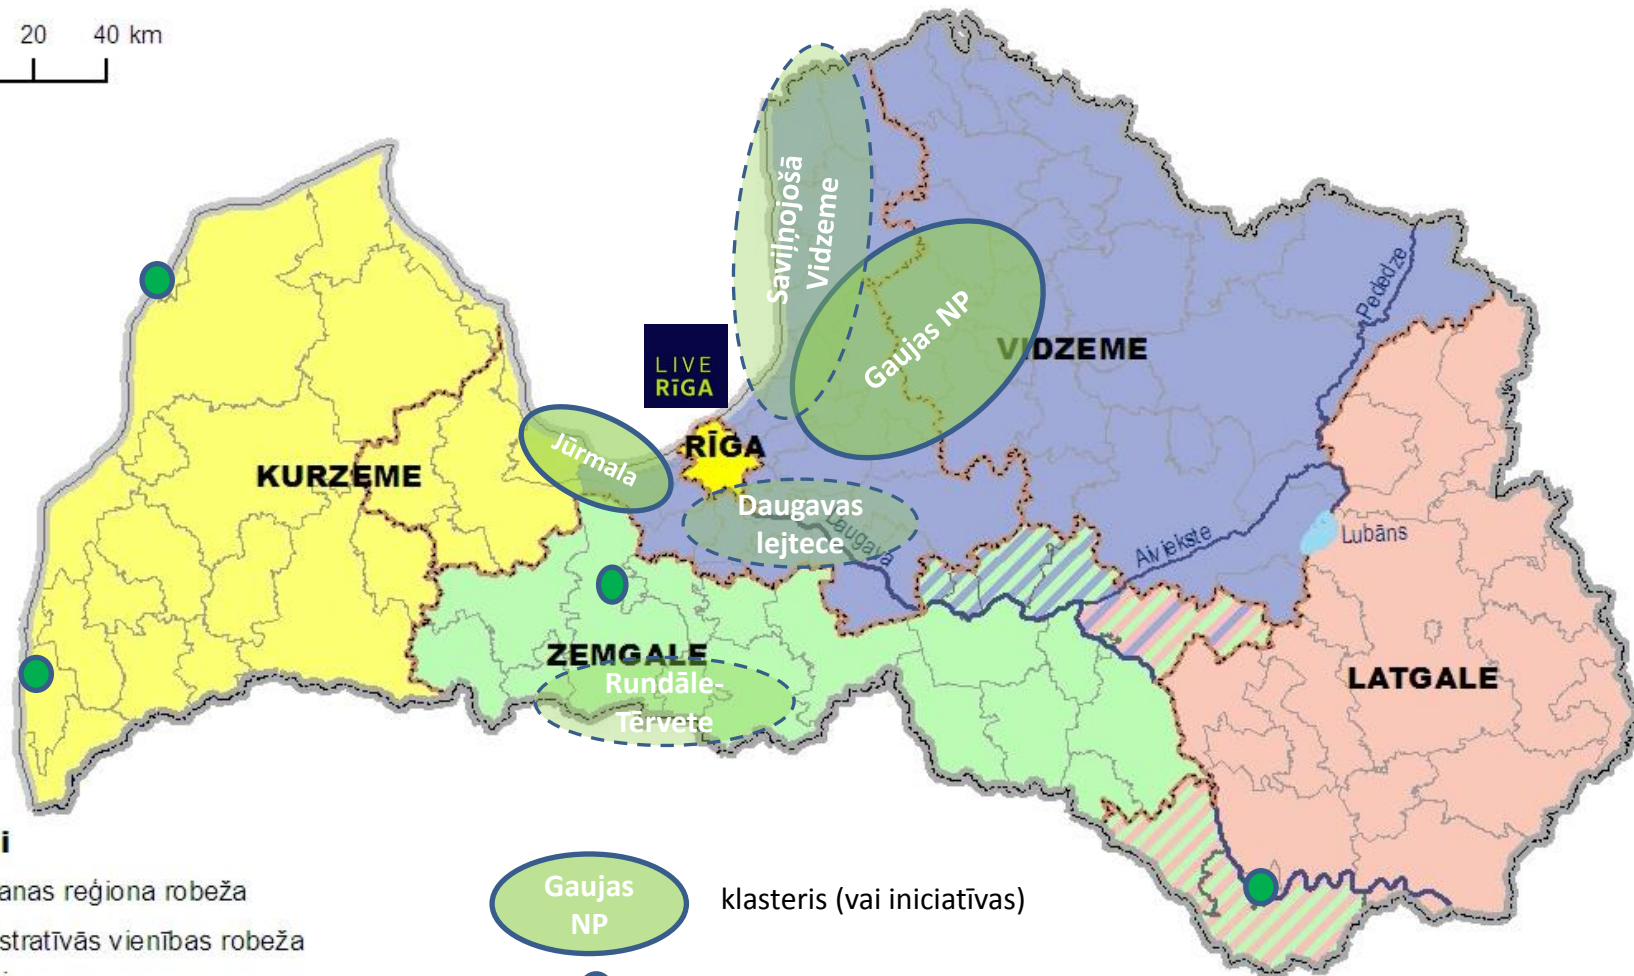 20 40 km
Saviļņojošā
Vidzeme
Gaujas NP
VIDZEME
Pededze
LIVE
RīGA
Jūrmala
RĪGA
KURZEME
Daugavas
lejtece
Daugava
Aiviekste
Lubāns
ZEMGALE
Rundāle-
Tērvete
LATGALE
i
anas reģiona robeža
stratīvās vienības robeža
Gaujas
NP
klasteris (vai iniciatīvas)